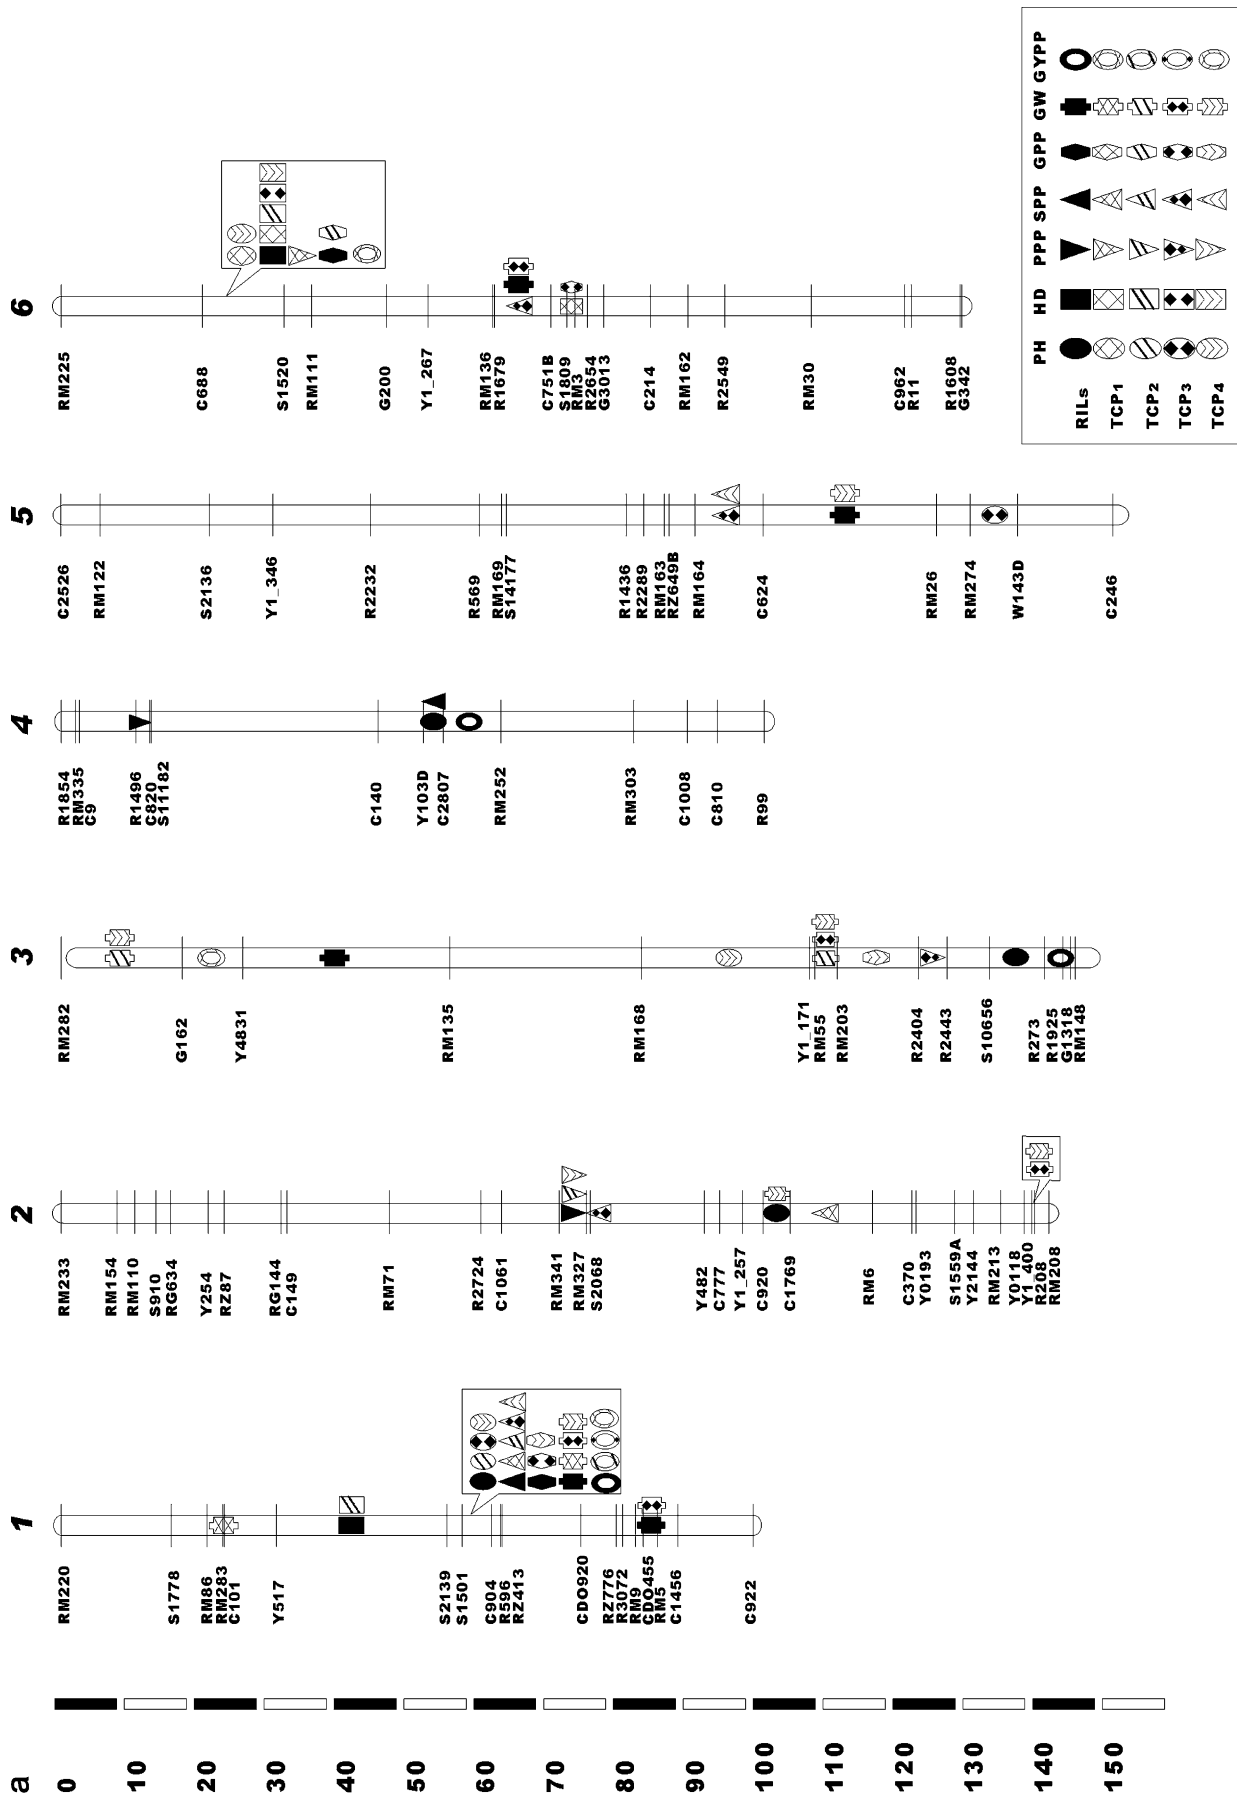 a
0
10
20
30
40
50
60
70
80
90
100
110
120
130
140
150
1
RM220
S1778
RM86
RM283
C101
Y517
S2139
S1501
C904
R596
RZ413
CDO920
RZ776
R3072
RM9
CDO455
RM5
C1456
C922
2
RM233
RM154
RM110
S910
RG634
Y254
RZ87
RG144
C149
RM71
R2724
C1061
RM341
RM327
S2068
Y482
C777
Y1_257
C920
C1769
RM6
C370
Y0193
S1559A
Y2144
RM213
Y0118
Y1_400
R208
RM208
3
RM282
G162
Y4831
RM135
RM168
Y1_171
RM55
RM203
R2404
R2443
S10656
R273
R1925
G1318
RM148
4
R1854
RM335
C9
R1496
C820
S11182
C140
Y103D
C2807
RM252
RM303
C1008
C810
R99
5
C2526
RM122
S2136
Y1_346
R2232
R569
RM169
S14177
R1436
R2289
RM163
RZ649B
RM164
C624
RM26
RM274
W143D
C246
6
RM225
C688
S1520
RM111
G200
Y1_267
RM136
R1679
C751B
S1809
RM3
R2654
G3013
C214
RM162
R2549
RM30
C962
R11
R1608
G342
PH HD PPP SPP GPP GW GYPP
RILs
TCP1
TCP2
TCP3
TCP4